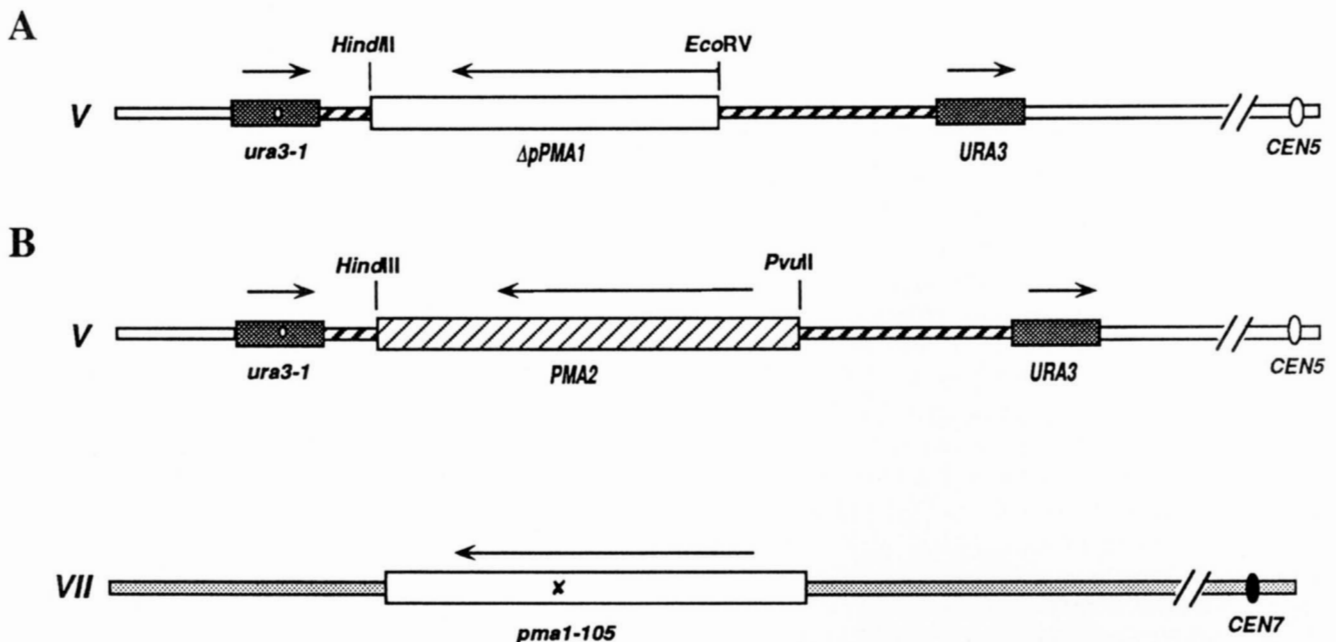 A
HindIII EcoRV
V
ura3-1 ΔpPMA1 URA3 CEN5
B
HindIII PvuII
V
ura3-1 PMA2 URA3 CEN5
VII
x
pma1-105 CEN7